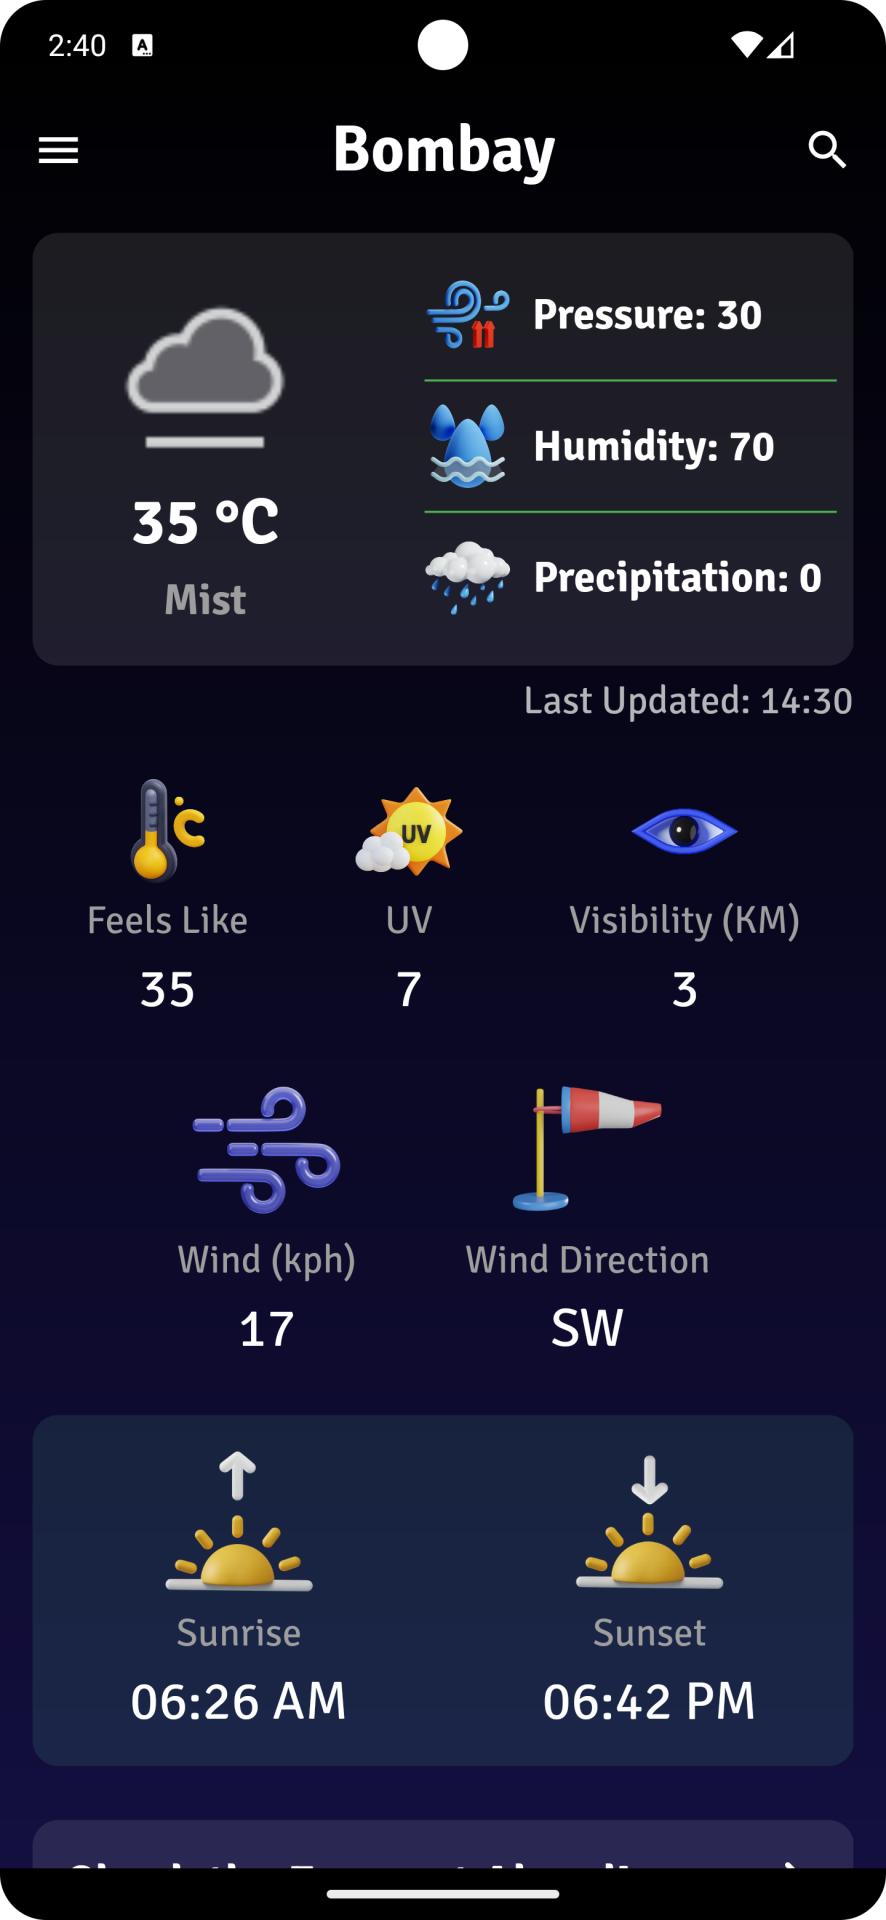 2:40 A
Bombay
Pressure: 30
Humidity: 70
Precipitation: 0
35 °C
Mist
Last Updated: 14:30
°C
UV
Feels Like
UV
Visibility (KM)
35
7
3
Wind (kph)
Wind Direction
17
SW
Sunrise
Sunset
06:26 AM
06:42 PM